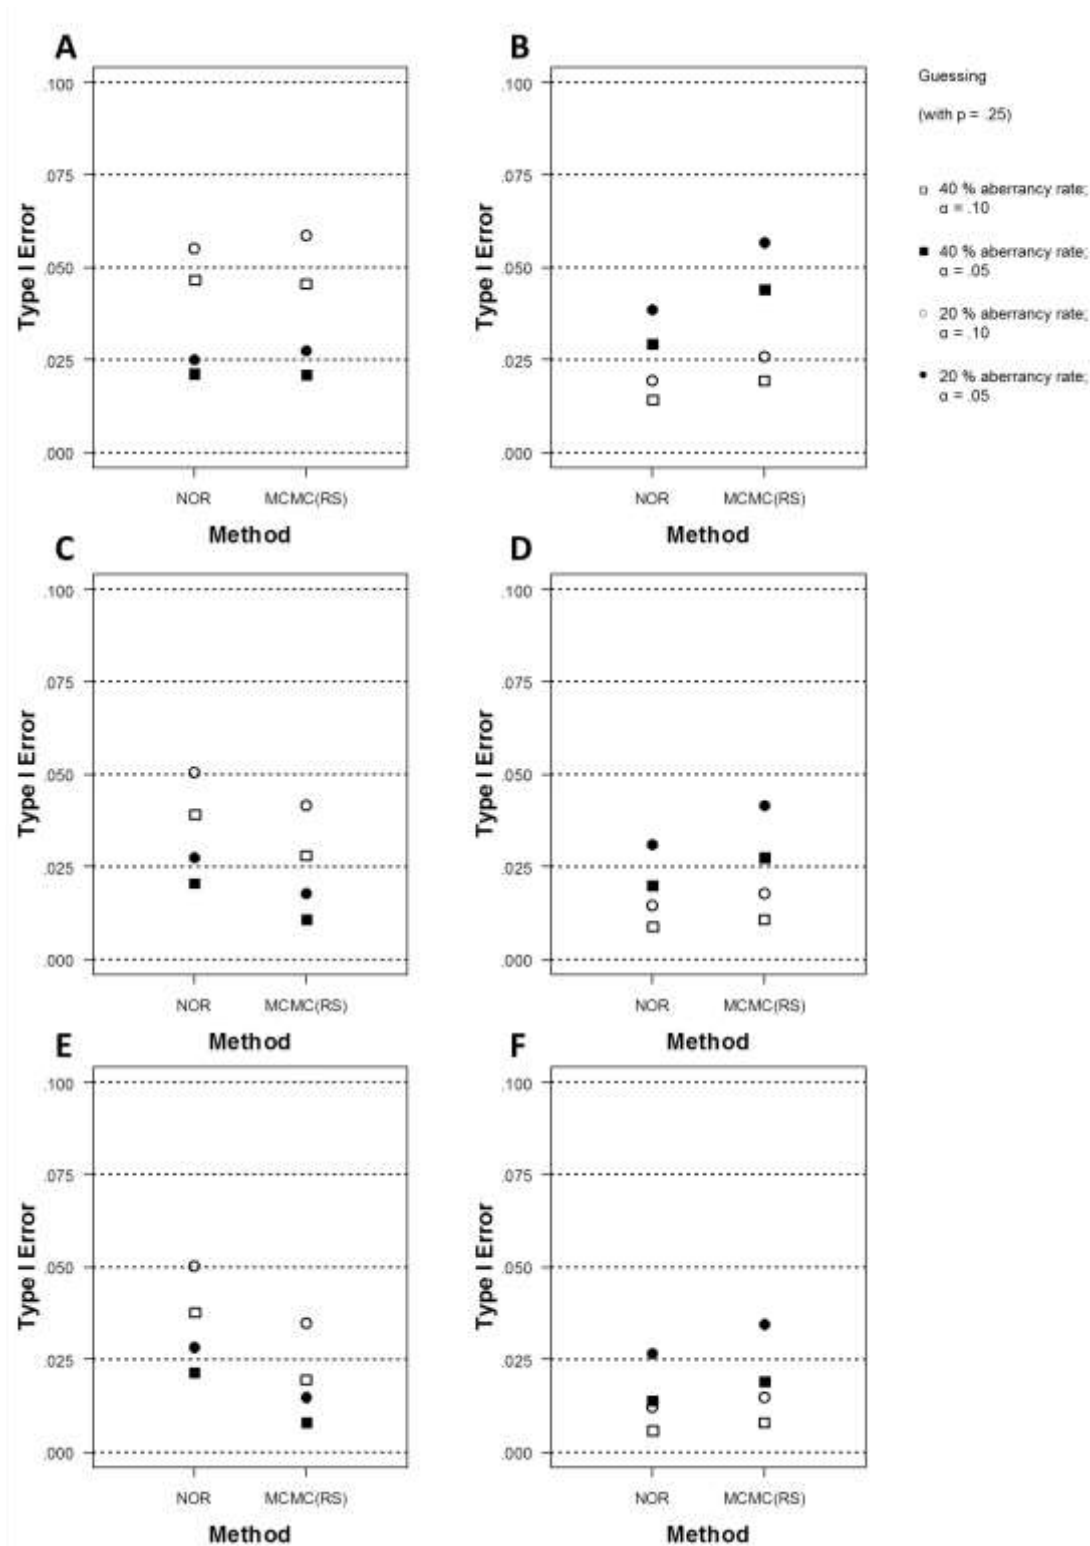 A
.100
.075
.050
.025
.000
Type I Error
NOR
MCMC(RS)
Method
B
.100
.075
.050
.025
.000
Type I Error
NOR
MCMC(RS)
Method
Guessing
(with p = .25)
40 % aberrancy rate;
α = .10
40 % aberrancy rate;
α = .05
20 % aberrancy rate;
α = .10
20 % aberrancy rate;
α = .05
C
.100
.075
.050
.025
.000
Type I Error
NOR
MCMC(RS)
Method
D
.100
.075
.050
.025
.000
Type I Error
NOR
MCMC(RS)
Method
E
.100
.075
.050
.025
.000
Type I Error
NOR
MCMC(RS)
Method
F
.100
.075
.050
.025
.000
Type I Error
NOR
MCMC(RS)
Method